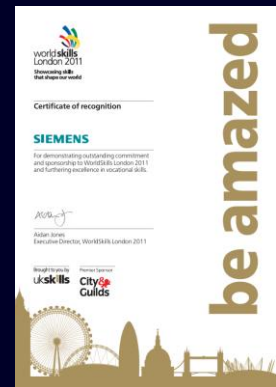 worldskills
London 2011
Showcasing skills
that shape our world
Certificate of recognition
SIEMENS
For demonstrating outstanding commitment
and sponsorship to WorldSkills London 2011
and furthering excellence in vocational skills.
Aidan Jones
Executive Director, WorldSkills London 2011
Brought to you by
ukskills
Premier Sponsor
City&
Guilds
be amazed